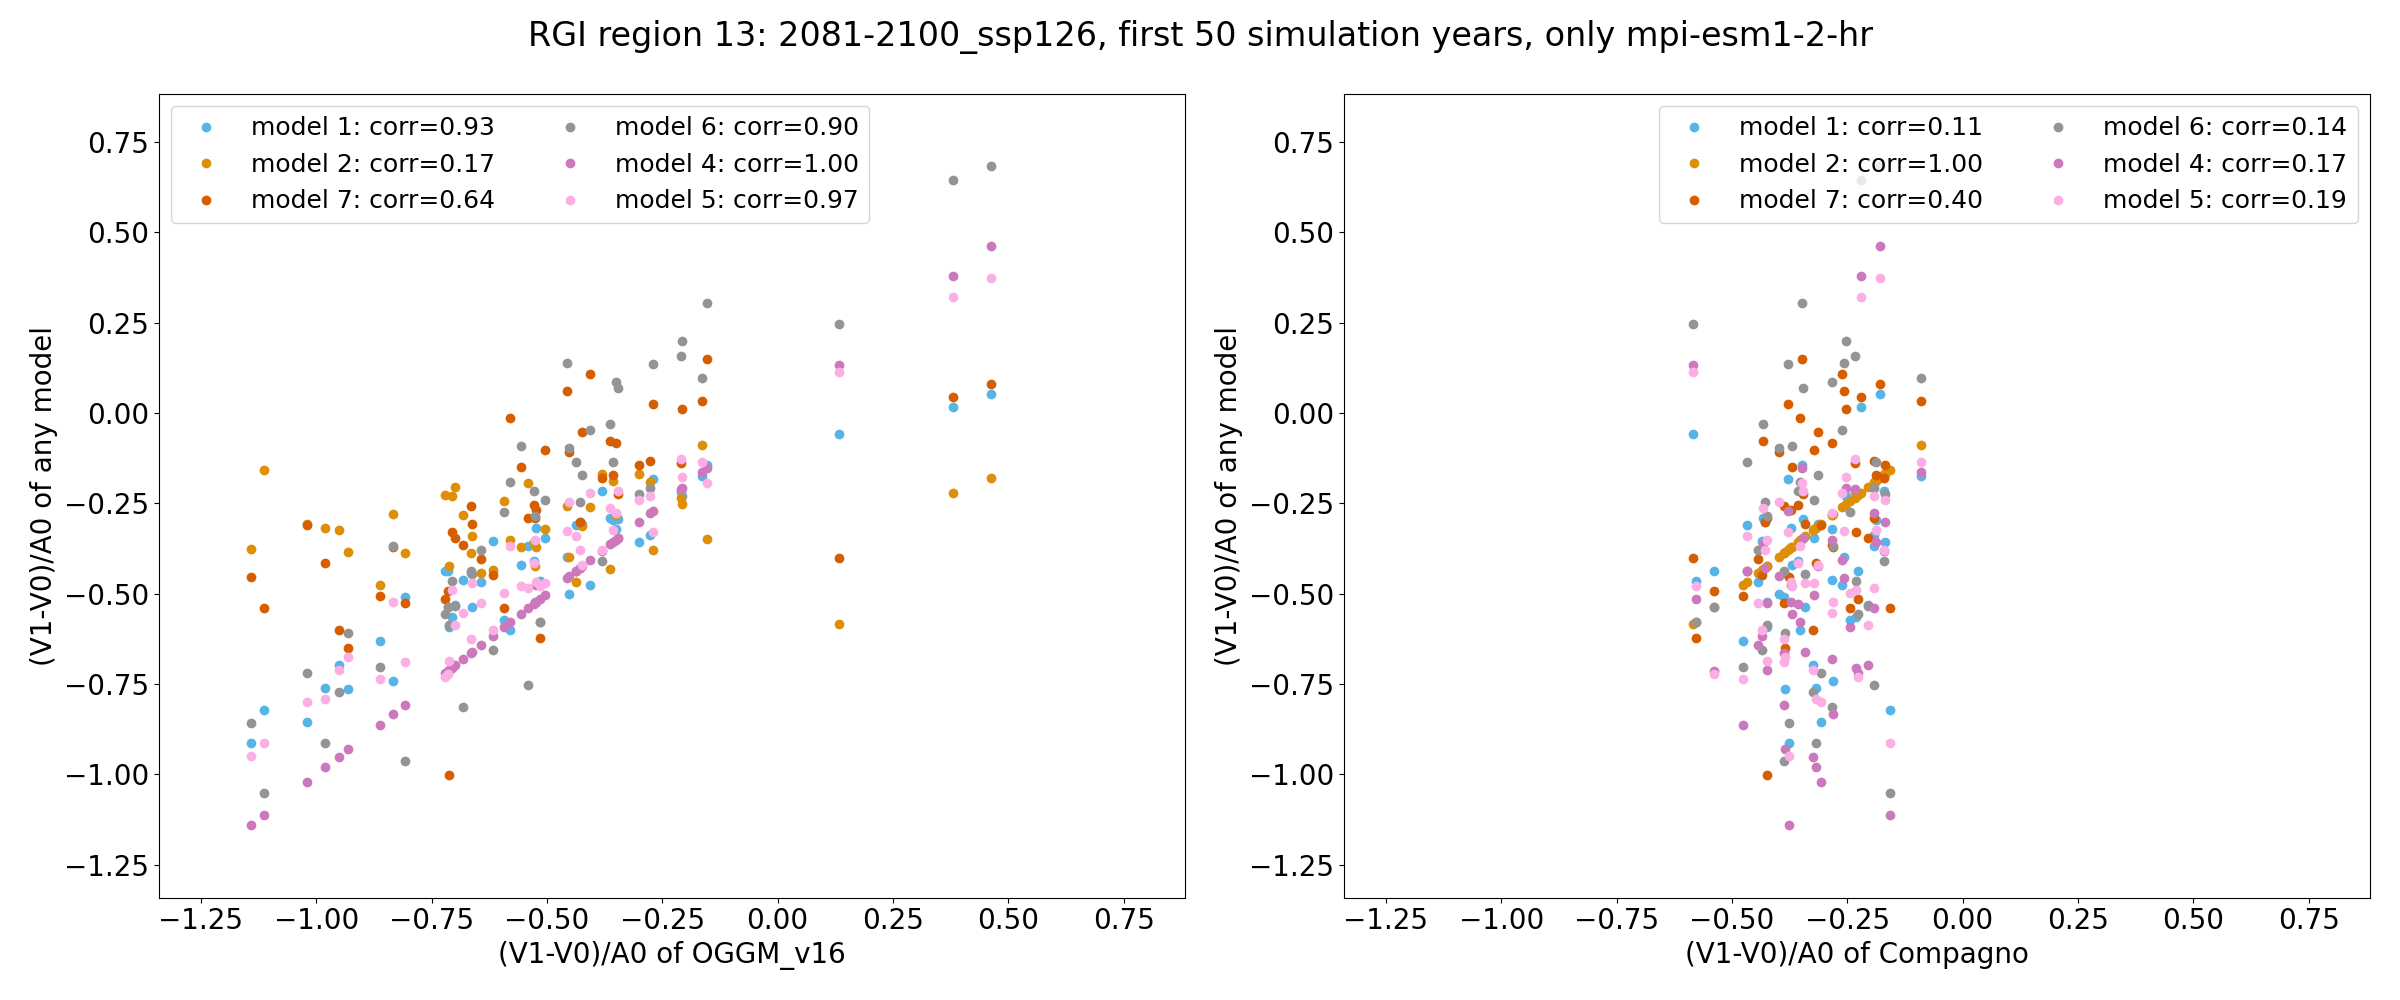 RGI region 13: 2081-2100_ssp126, first 50 simulation years, only mpi-esm1-2-hr
model 1: corr=0.93
model 2: corr=0.17
model 7: corr=0.64
model 6: corr=0.90
model 4: corr=1.00
model 5: corr=0.97
0.75
0.50
0.25
0.00
−0.25
−0.50
−0.75
−1.00
−1.25
(V1-V0)/A0 of any model
−1.25 −1.00 −0.75 −0.50 −0.25 0.00 0.25 0.50 0.75
(V1-V0)/A0 of OGGM_v16
model 1: corr=0.11
model 2: corr=1.00
model 7: corr=0.40
model 6: corr=0.14
model 4: corr=0.17
model 5: corr=0.19
0.75
0.50
0.25
0.00
−0.25
−0.50
−0.75
−1.00
−1.25
(V1-V0)/A0 of any model
−1.25 −1.00 −0.75 −0.50 −0.25 0.00 0.25 0.50 0.75
(V1-V0)/A0 of Compagno